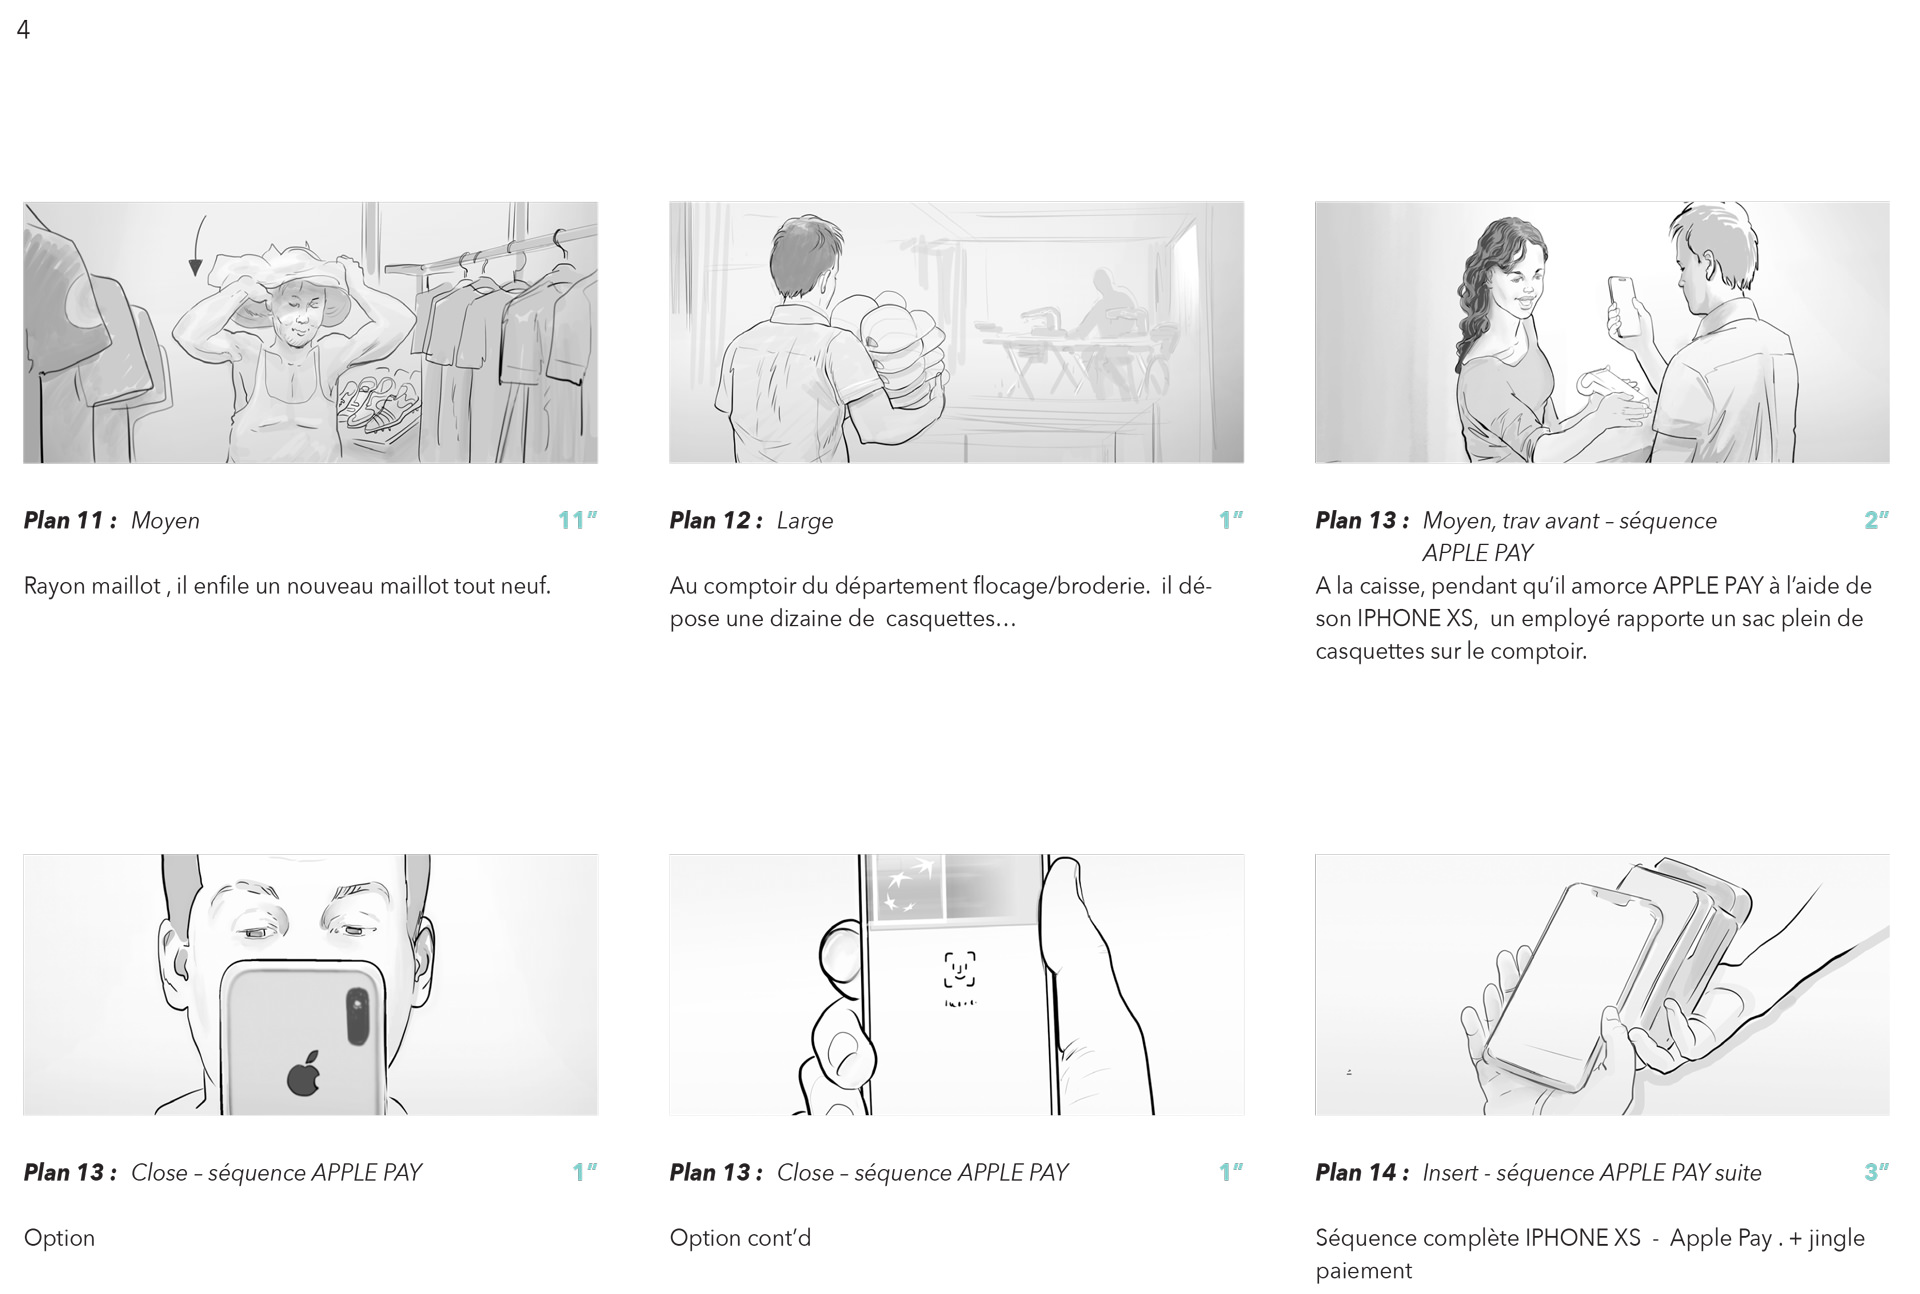 4
Plan 11 : Moyen 11”
Rayon maillot , il enfile un nouveau maillot tout neuf.
Plan 12 : Large 1”
Au comptoir du département flocage/broderie. il dé-
pose une dizaine de casquettes…
Plan 13 : Moyen, trav avant – séquence 2”
APPLE PAY
A la caisse, pendant qu’il amorce APPLE PAY à l’aide de
son IPHONE XS, un employé rapporte un sac plein de
casquettes sur le comptoir.
Plan 13 : Close – séquence APPLE PAY 1”
Option
Plan 13 : Close – séquence APPLE PAY 1”
Option cont’d
Plan 14 : Insert - séquence APPLE PAY suite 3”
Séquence complète IPHONE XS - Apple Pay . + jingle
paiement